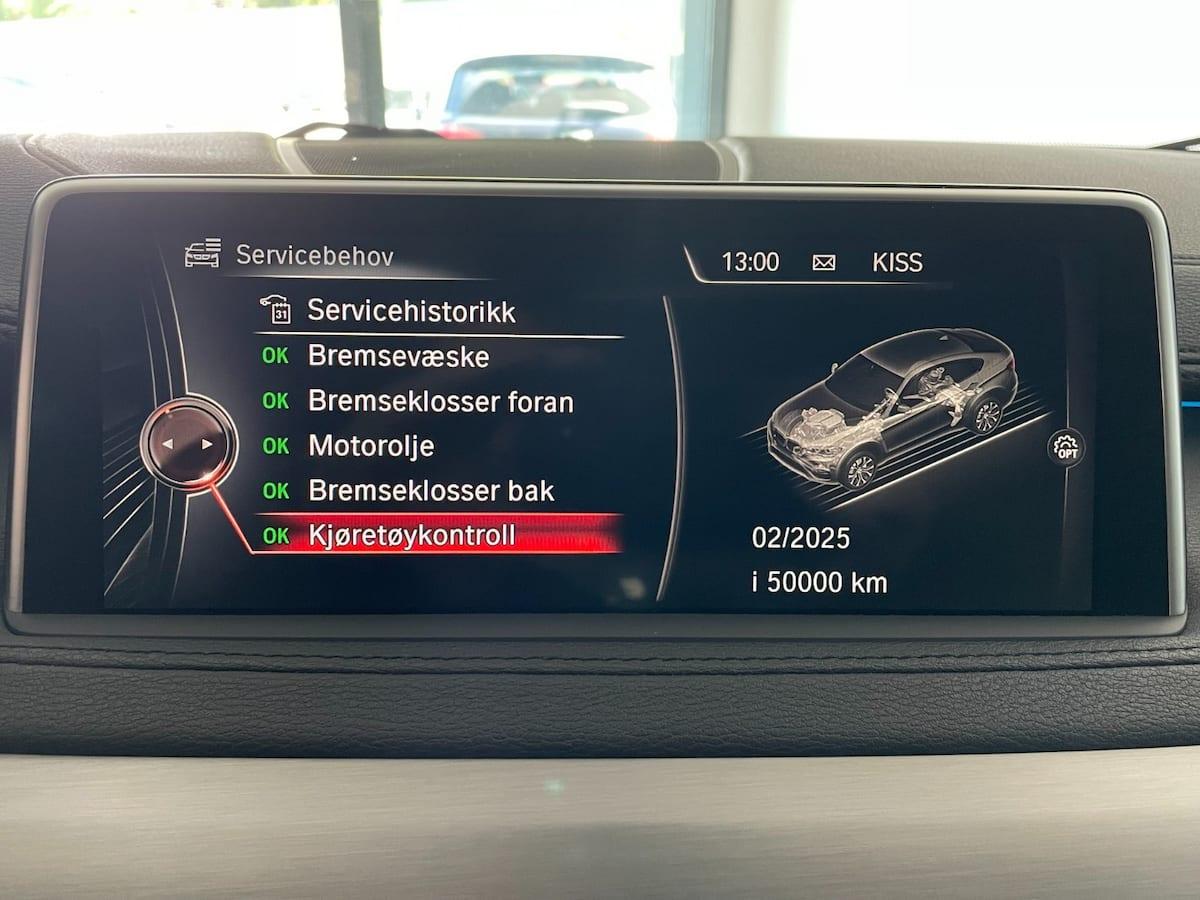 Servicebehov
13:00 KISS
31 Servicehistorikk
OK Bremsevæske
OK Bremseklosser foran
OK Motorolje
OK Bremseklosser bak
OK Kjøretøykontroll
OPT
02/2025
i 50000 km